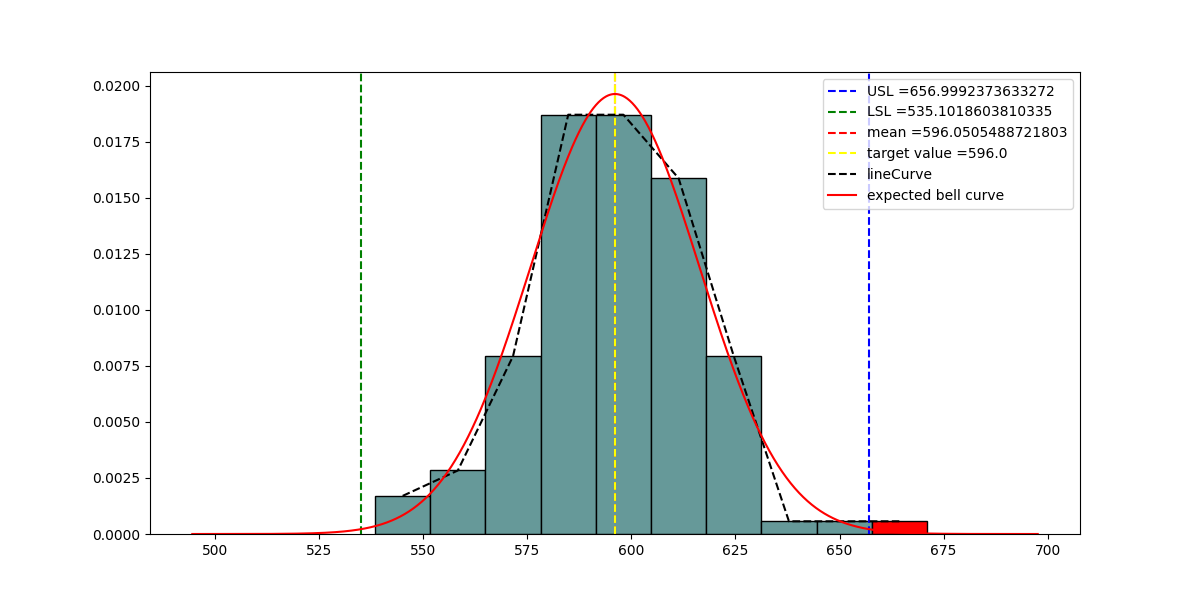 0.0200
0.0175
0.0150
0.0125
0.0100
0.0075
0.0050
0.0025
0.0000
500 525 550 575 600 625 650 675 700
USL =656.9992373633272
LSL =535.1018603810335
mean =596.0505488721803
target value =596.0
lineCurve
expected bell curve